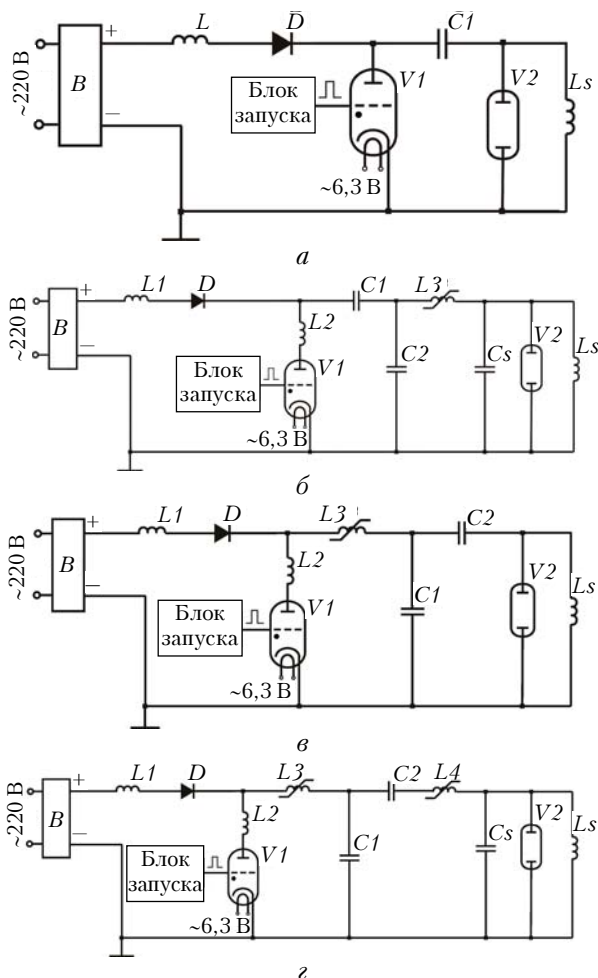 L D C1
+
~220 В
В
V1
V2
Ls
Блок
запуска
−
~6,3 В
а
L1 D C1 L3
+
~220 В
В
L2
C2
Cs
V2
Ls
V1
Блок
запуска
−
~6,3 В
б
L1 D L3 C2
+
~220 В
В
L2
C1
V2
Ls
V1
Блок
запуска
−
~6,3 В
в
L1 D L3 C2 L4
+
~220 В
В
L2
C1
Cs
V2
Ls
V1
Блок
запуска
−
~6,3 В
г